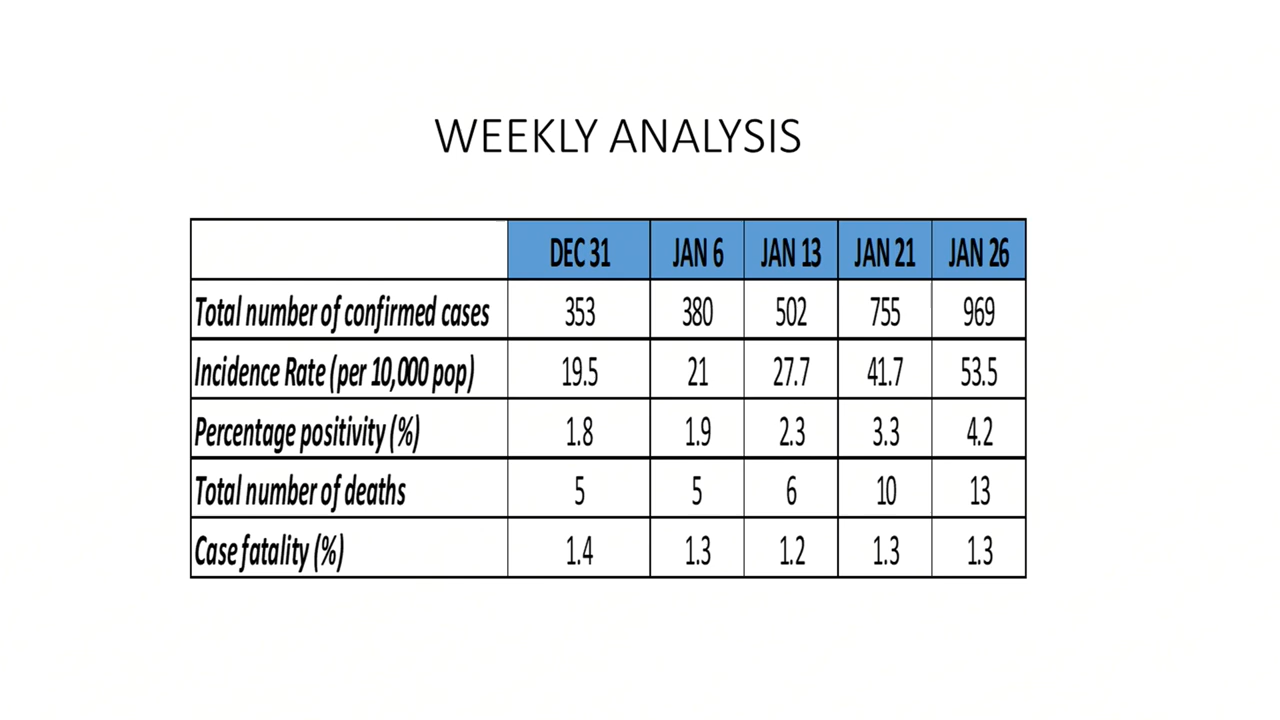 WEEKLY ANALYSIS
DEC 31 JAN 6 JAN 13 JAN 21 JAN 26
Total number of confirmed cases 353 380 502 755 969
Incidence Rate (per 10,000 pop) 19.5 21 27.7 41.7 53.5
Percentage positivity (%) 1.8 1.9 2.3 3.3 4.2
Total number of deaths 5 5 6 10 13
Case fatality (%) 1.4 1.3 1.2 1.3 1.3